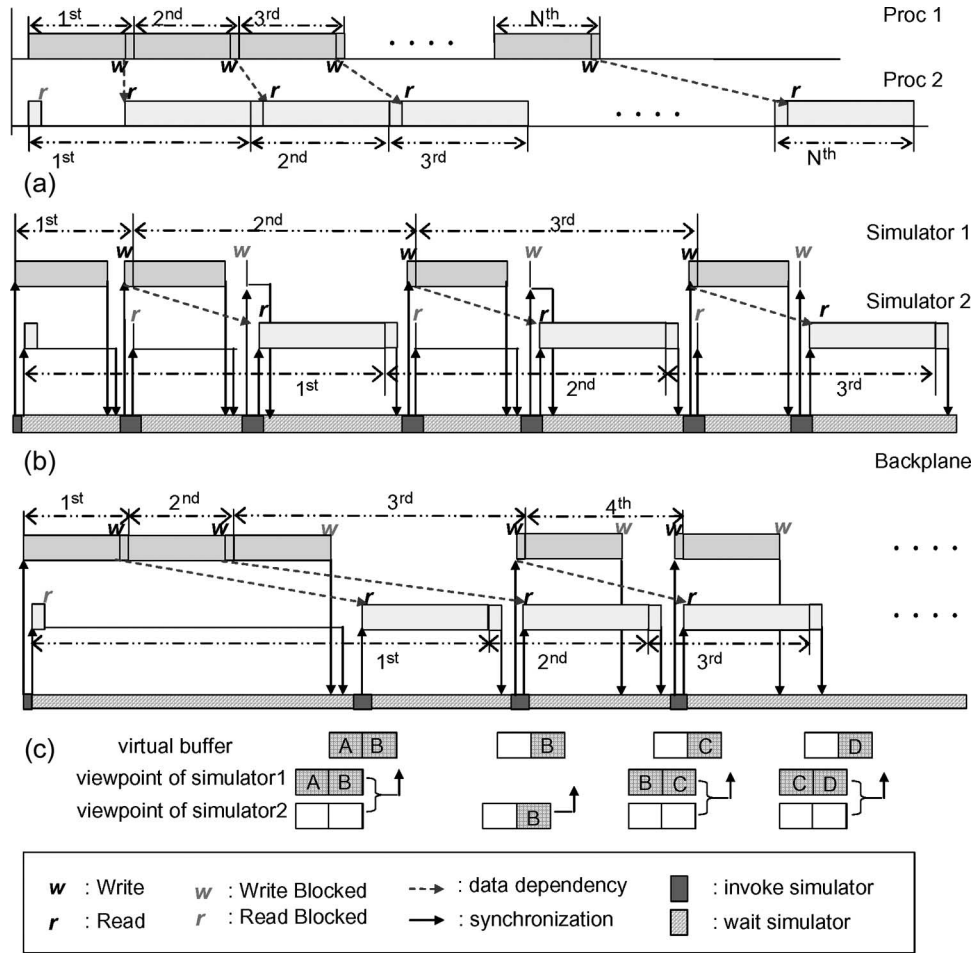 1st 2nd 3rd Nth Proc 1
w w w w
Proc 2
r r r r r
1st 2nd 3rd Nth
(a)
1st 2nd 3rd
Simulator 1
w w w w w w
Simulator 2
r r r r r r
1st 2nd 3rd
(b)
Backplane
1st 2nd 3rd 4th
w w w w w w w
r r r r
1st 2nd 3rd
(c)
virtual buffer A B B C D
viewpoint of simulator1 A B B C C D
viewpoint of simulator2 B
w : Write w : Write Blocked : data dependency : invoke simulator
r : Read r : Read Blocked : synchronization : wait simulator